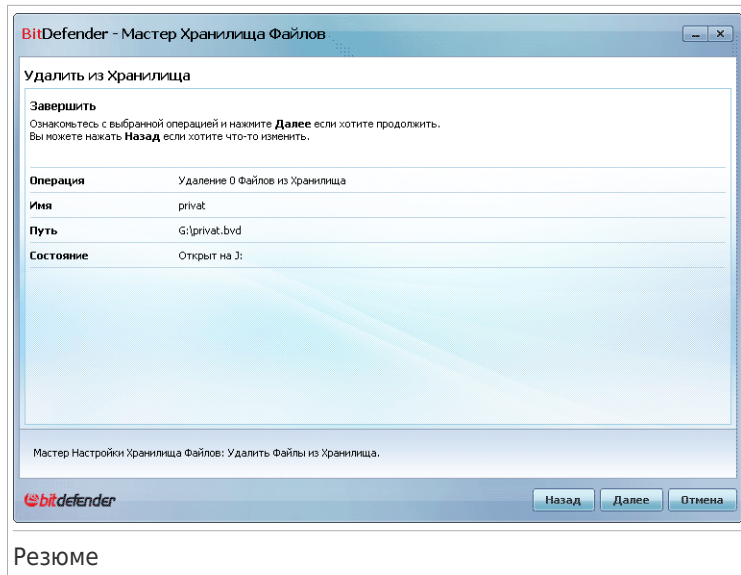 BitDefender - Мастер Хранилища Файлов
Удалить из Хранилища
Завершить
Ознакомьтесь с выбранной операцией и нажмите Далее если хотите продолжить.
Вы можете нажать Назад если хотите что-то изменить.
Операция Удаление 0 Файлов из Хранилища
Имя privat
Путь G:\privat.bvd
Состояние Открыт на J:
Мастер Настройки Хранилища Файлов: Удалить Файлы из Хранилища.
bitdefender Назад Далее Отмена
Резюме